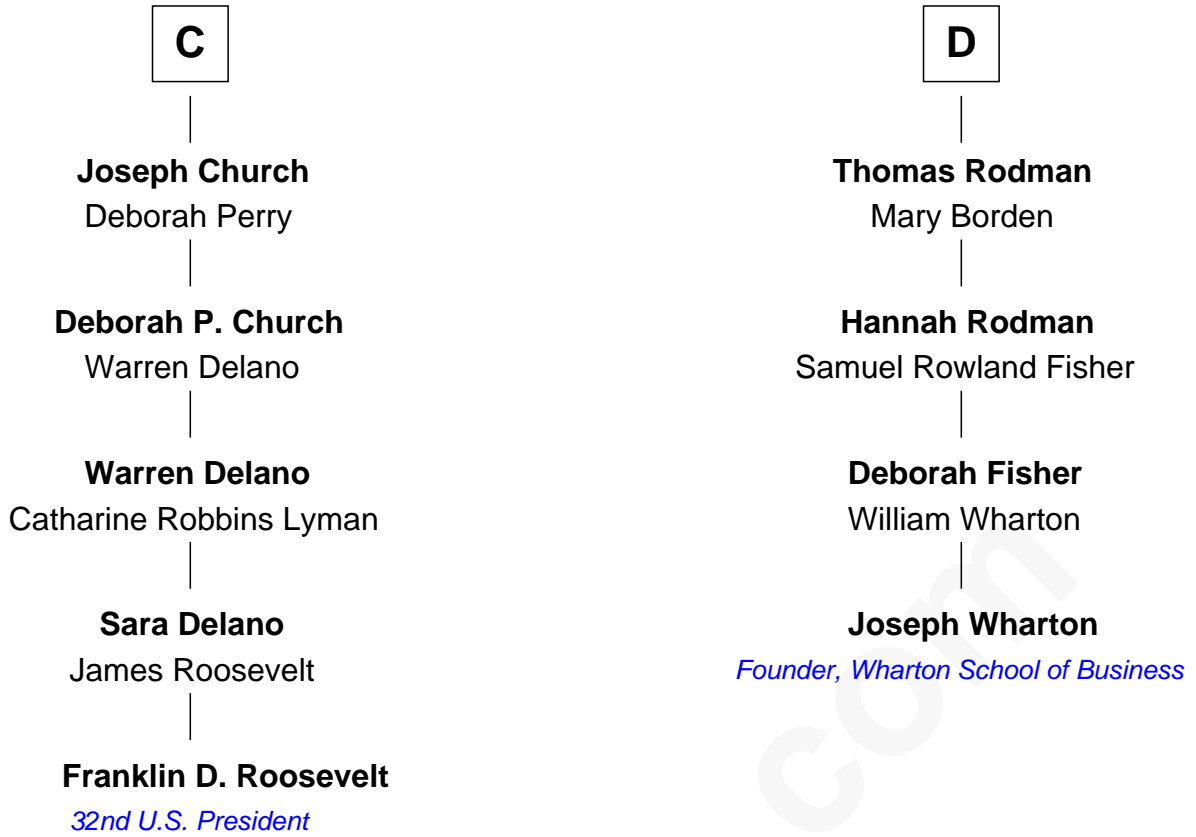 C
Joseph Church
Deborah Perry
Deborah P. Church
Warren Delano
Warren Delano
Catharine Robbins Lyman
Sara Delano
James Roosevelt
Franklin D. Roosevelt
32nd U.S. President
D
Thomas Rodman
Mary Borden
Hannah Rodman
Samuel Rowland Fisher
Deborah Fisher
William Wharton
Joseph Wharton
Founder, Wharton School of Business
com